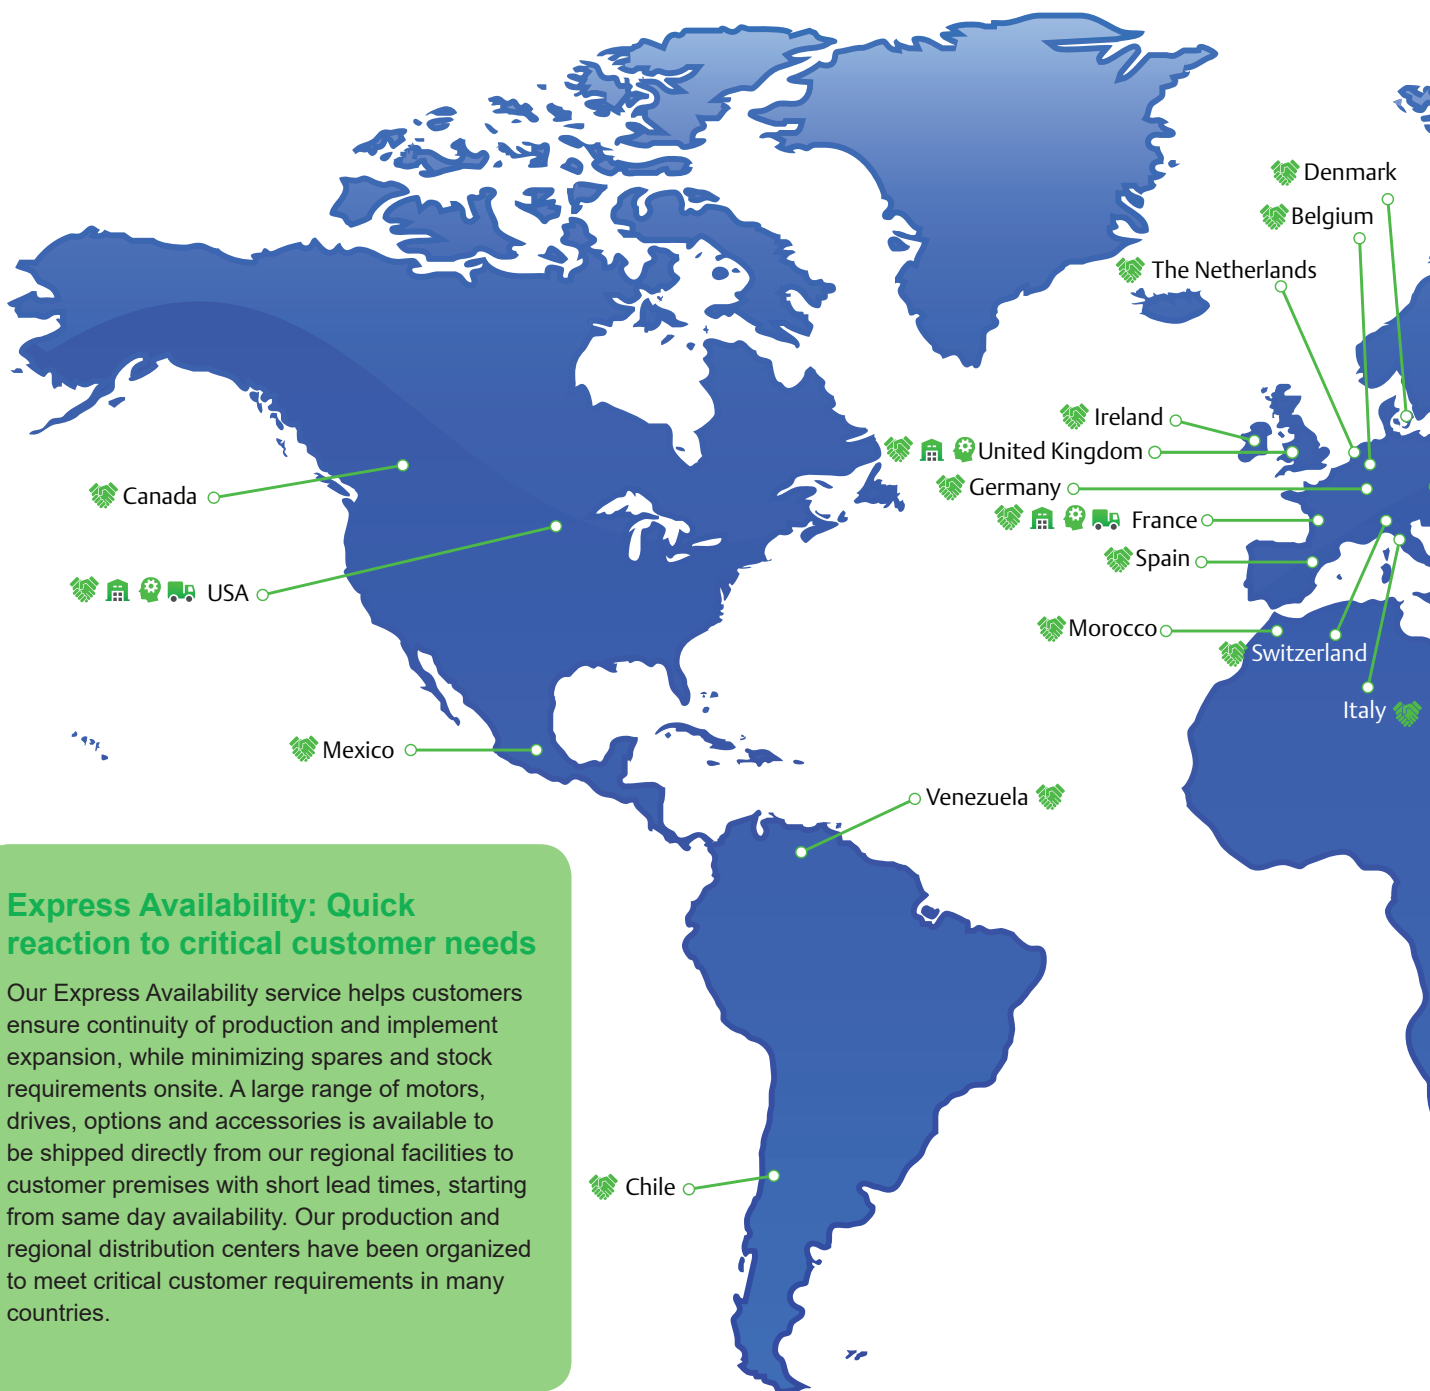 Denmark
Belgium
The Netherlands
Ireland
United Kingdom
Germany
France
Spain
Morocco
Switzerland
Italy
Canada
USA
Mexico
Venezuela
Chile
Express Availability: Quick
reaction to critical customer needs
Our Express Availability service helps customers
ensure continuity of production and implement
expansion, while minimizing spares and stock
requirements onsite. A large range of motors,
drives, options and accessories is available to
be shipped directly from our regional facilities to
customer premises with short lead times, starting
from same day availability. Our production and
regional distribution centers have been organized
to meet critical customer requirements in many
countries.